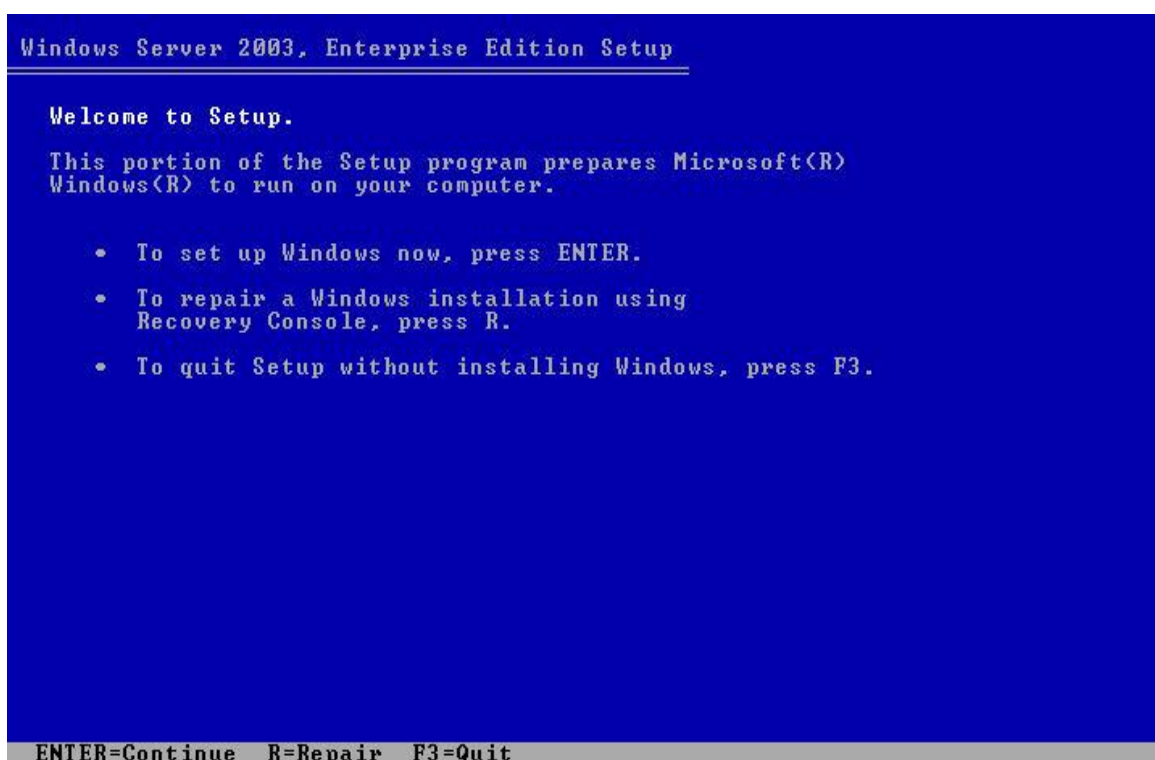 Windows Server 2003, Enterprise Edition Setup
Welcome to Setup.
This portion of the Setup program prepares Microsoft(R)
Windows(R) to run on your computer.
• To set up Windows now, press ENTER.
• To repair a Windows installation using
Recovery Console, press R.
• To quit Setup without installing Windows, press F3.
ENTER=Continue R=Repair F3=Quit